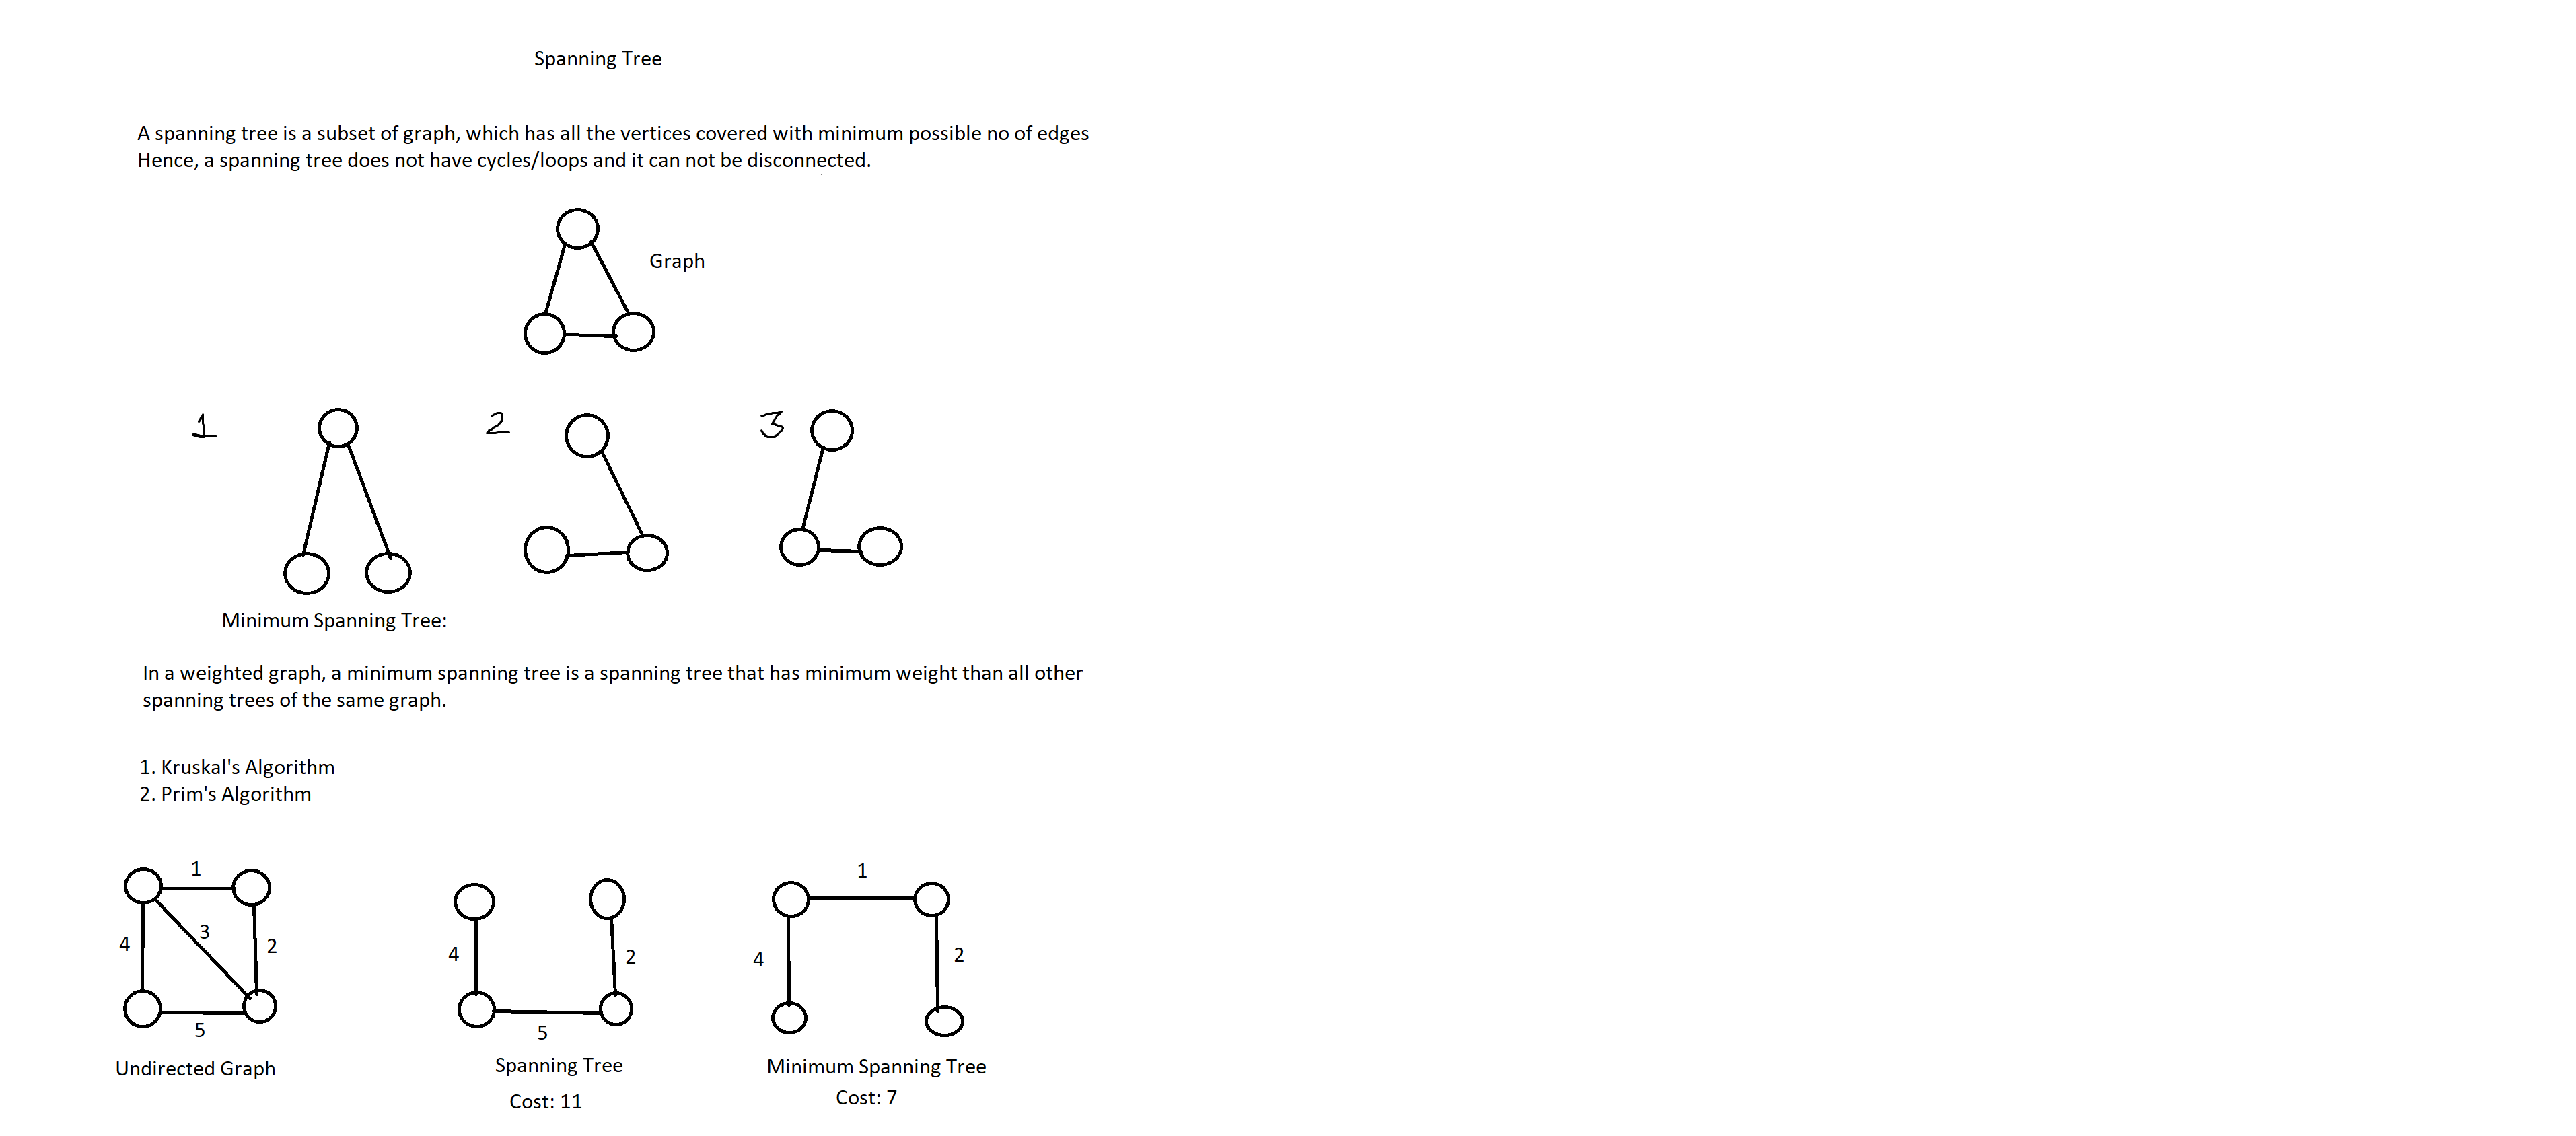 Spanning Tree
A spanning tree is a subset of graph, which has all the vertices covered with minimum possible no of edges
Hence, a spanning tree does not have cycles/loops and it can not be disconnected.
Graph
1 2 3
Minimum Spanning Tree:
In a weighted graph, a minimum spanning tree is a spanning tree that has minimum weight than all other
spanning trees of the same graph.
1. Kruskal's Algorithm
2. Prim's Algorithm
1
3
4
2
5
Undirected Graph
4
2
5
Spanning Tree
Cost: 11
1
4
2
Minimum Spanning Tree
Cost: 7